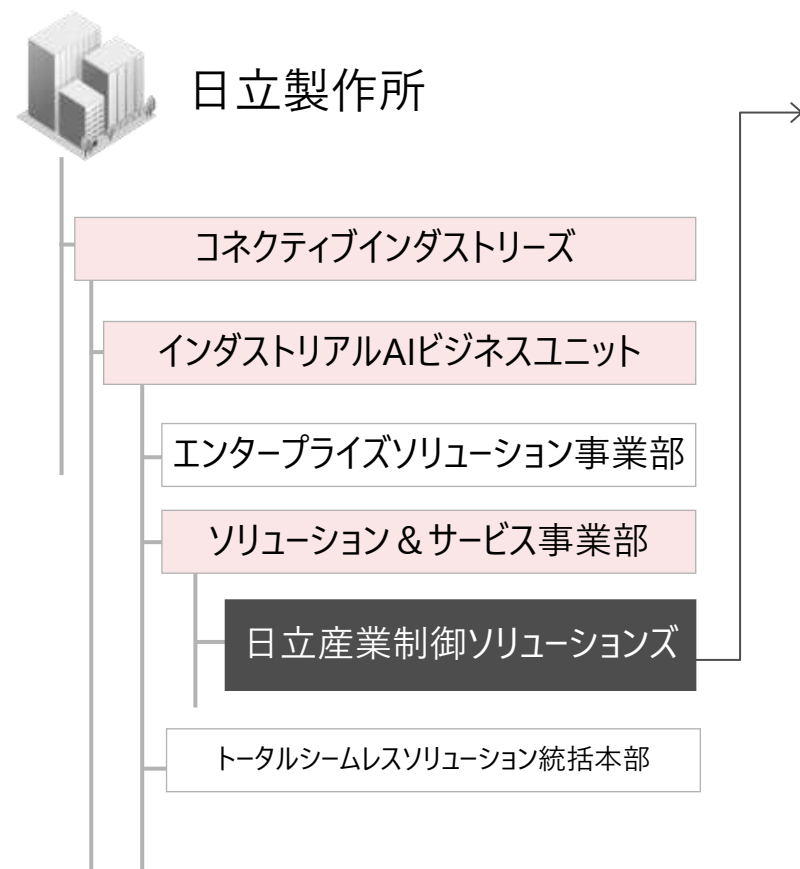 日立製作所
コネクティブインダストリーズ
インダストリアルAIビジネスユニット
エンタープライズソリューション事業部
ソリューション＆サービス事業部
日立産業制御ソリューションズ
トータルシームレスソリューション統括本部